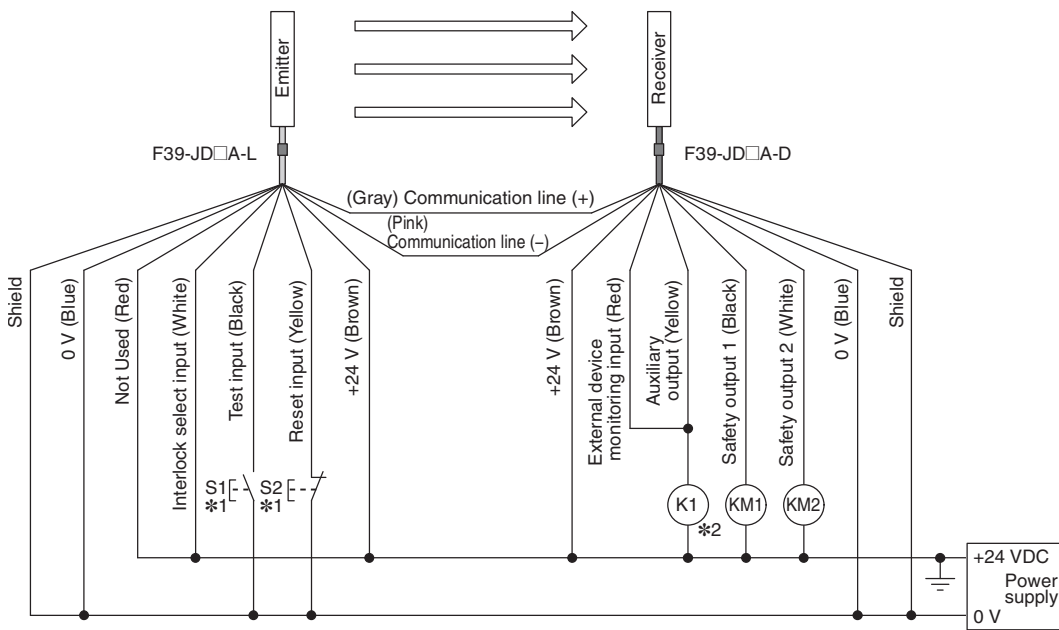 Emitter
Receiver
F39-JD□A-L
F39-JD□A-D
(Gray) Communication line (+)
(Pink)
Communication line (−)
Shield
0 V (Blue)
Not Used (Red)
Interlock select input (White)
Test input (Black)
Reset input (Yellow)
+24 V (Brown)
+24 V (Brown)
External device
monitoring input (Red)
Auxiliary
output (Yellow)
Safety output 1 (Black)
Safety output 2 (White)
0 V (Blue)
Shield
S1
✻1
S2
✻1
K1
✻2
KM1
KM2
+24 VDC
Power
supply
0 V